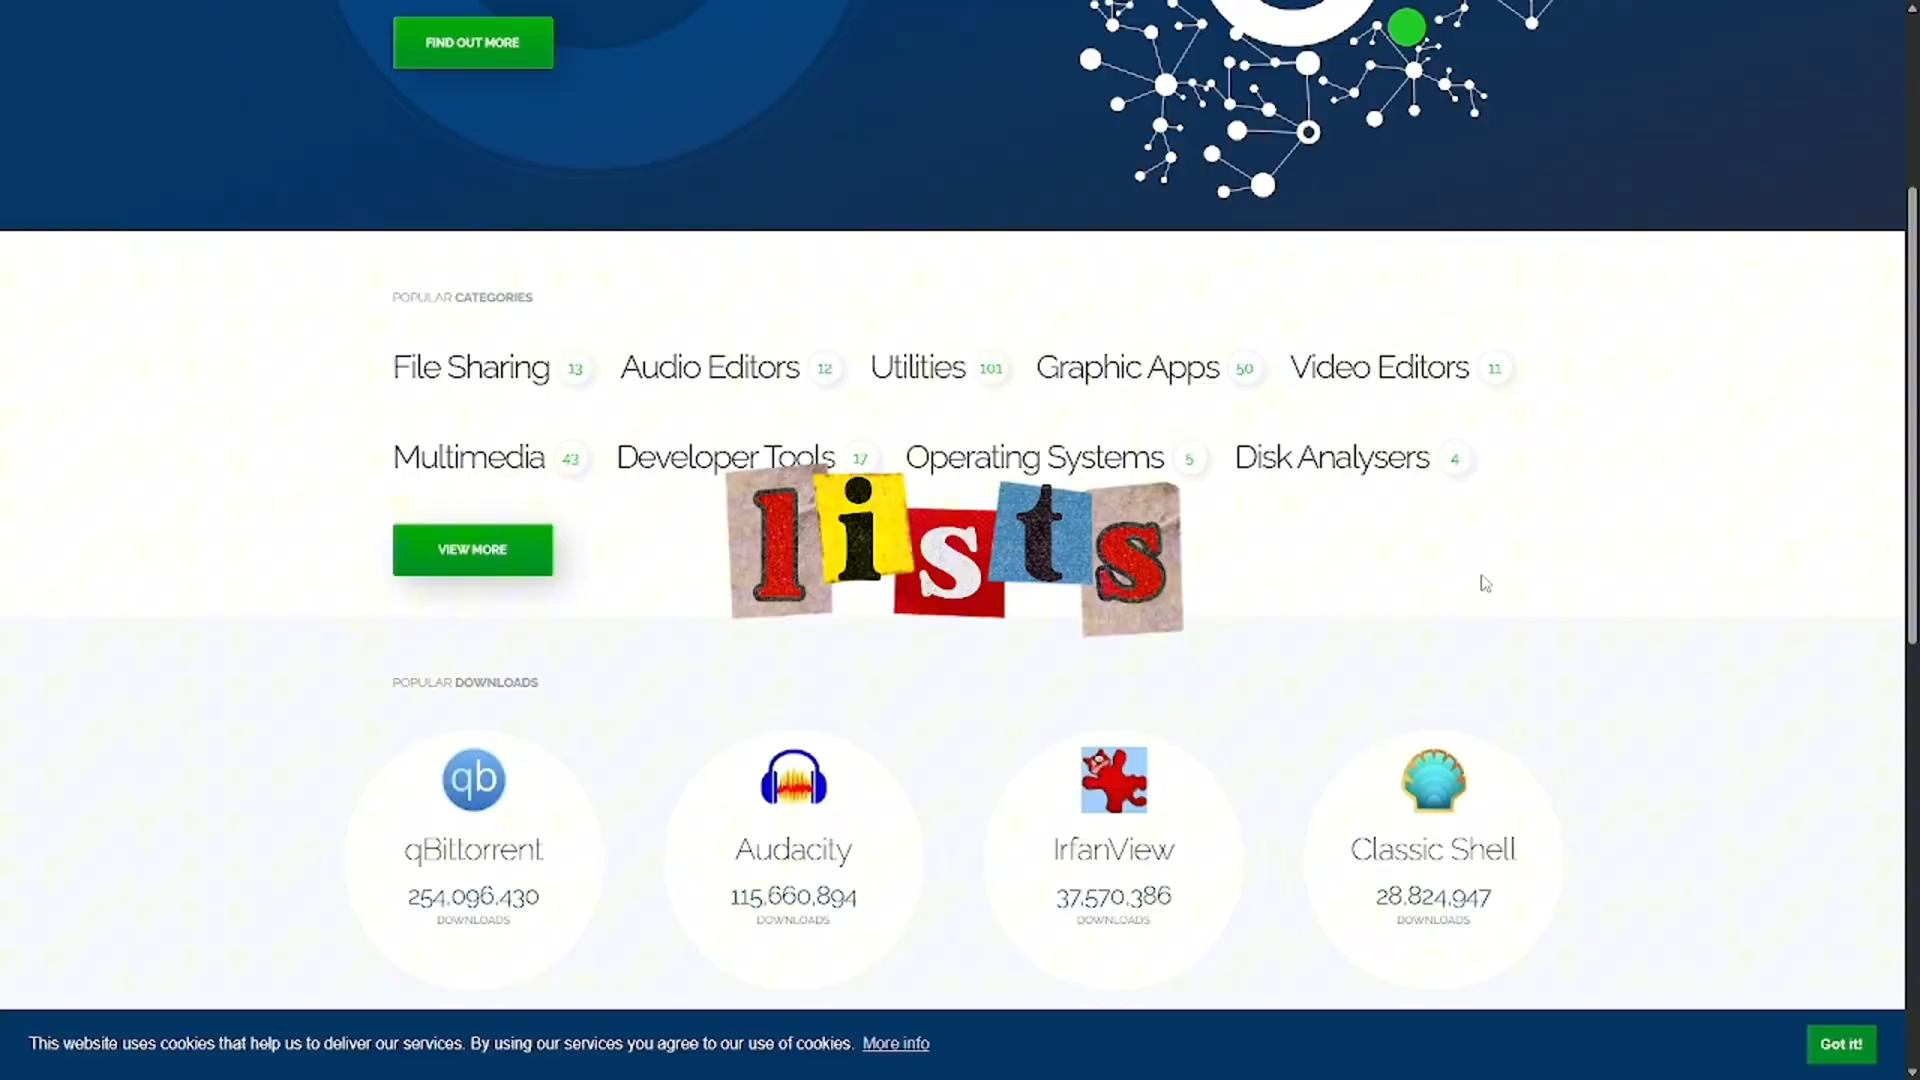 FIND OUT MORE
POPULAR CATEGORIES
File Sharing 13 Audio Editors 12 Utilities 101 Graphic Apps 50 Video Editors 11
Multimedia 43 Developer Tools 17 Operating Systems 5 Disk Analysers 4
lists
VIEW MORE
POPULAR DOWNLOADS
qb
qBittorrent Audacity IrfanView Classic Shell
254,096,430 115,660,894 37,570,386 28,824,947
DOWNLOADS DOWNLOADS DOWNLOADS DOWNLOADS
This website uses cookies that help us to deliver our services. By using our services you agree to our use of cookies. More info Got it!